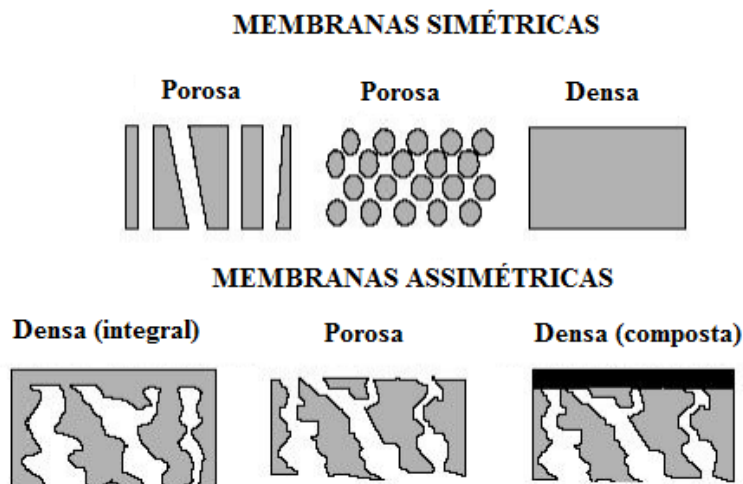 MEMBRANAS SIMÉTRICAS
Porosa Porosa Densa
MEMBRANAS ASSIMÉTRICAS
Densa (integral) Porosa Densa (composta)